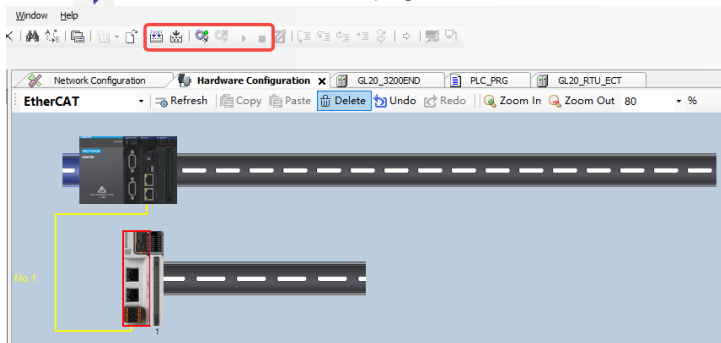 Window Help
Network Configuration Hardware Configuration X GL20_3200END PLC_PRG GL20_RTU_ECT
EtherCAT Refresh Copy Paste Delete Undo Redo Zoom In Zoom Out 80 %
No.1
1